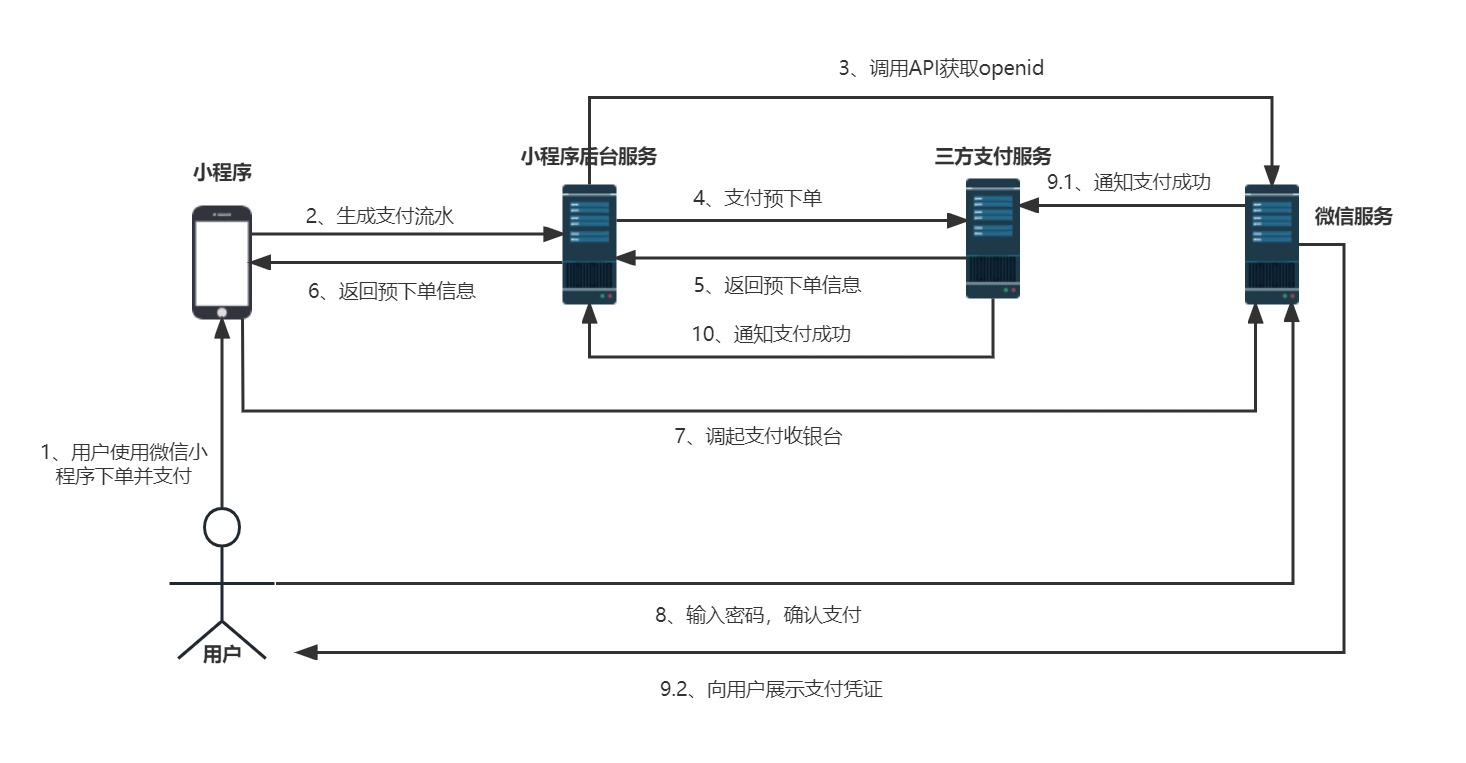 3、调用API获取openid
小程序
小程序后台服务
三方支付服务
9.1、通知支付成功
微信服务
2、生成支付流水
4、支付预下单
6、返回预下单信息
5、返回预下单信息
10、通知支付成功
7、调起支付收银台
1、用户使用微信小
程序下单并支付
8、输入密码，确认支付
用户
9.2、向用户展示支付凭证